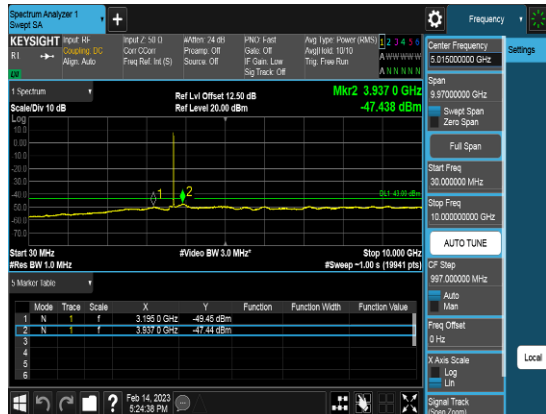 Spectrum Analyzer 1
Swept SA
+
Frequency
KEYSIGHT
R L
Input: RF
Coupling: DC
Align: Auto
Input Z: 50 Ω
Corr CCorr
Freq Ref: Int (S)
#Atten: 24 dB
Preamp: Off
Source: Off
PNO: Fast
Gate: Off
IF Gain: Low
Sig Track: Off
Avg Type: Power (RMS)
Avg|Hold: 10/10
Trig: Free Run
1 2 3 4 5 6
A W W W W W
A N N N N N
1 Spectrum
Scale/Div 10 dB
Ref Lvl Offset 12.50 dB
Ref Level 20.00 dBm
Mkr2 3.937 0 GHz
-47.438 dBm
Log
10.0
0.00
-10.0
-20.0
-30.0
-40.0
-50.0
-60.0
-70.0
1
2
DL1 -43.00 dBm
Start 30 MHz
#Res BW 1.0 MHz
#Video BW 3.0 MHz*
Stop 10.000 GHz
#Sweep ~1.00 s (19941 pts)
5 Marker Table
Mode Trace Scale X Y Function Function Width Function Value
1 N 1 f 3.195 0 GHz -49.45 dBm
2 N 1 f 3.937 0 GHz -47.44 dBm
3
4
5
6
Feb 14, 2023
5:24:38 PM
Center Frequency
5.015000000 GHz
Settings
Span
9.97000000 GHz
Swept Span
Zero Span
Full Span
Start Freq
30.000000 MHz
Stop Freq
10.000000000 GHz
AUTO TUNE
CF Step
997.000000 MHz
Auto
Man
Freq Offset
0 Hz
X Axis Scale
Log
Lin
Local
Signal Track
(Span Zoom)